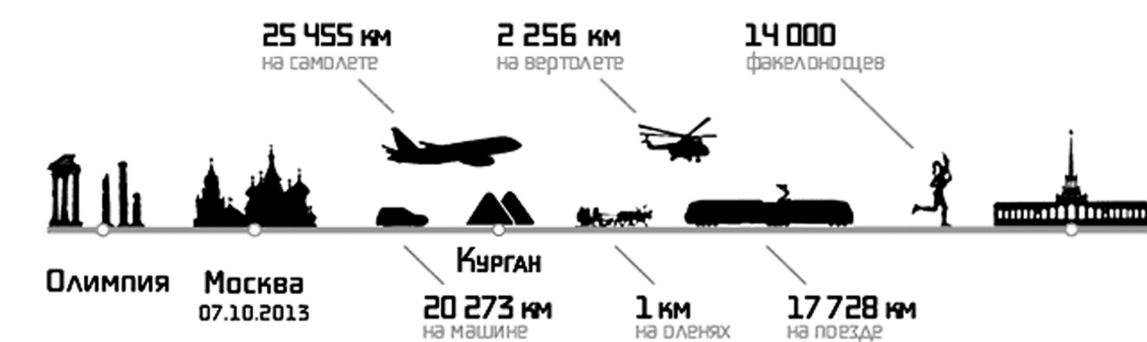 25 455 км
на самолете
2 256 км
на вертолете
14 000
факелоносцев
Олимпия
Москва
07.10.2013
Курган
20 273 км
на машине
1 км
на оленях
17 728 км
на поезде